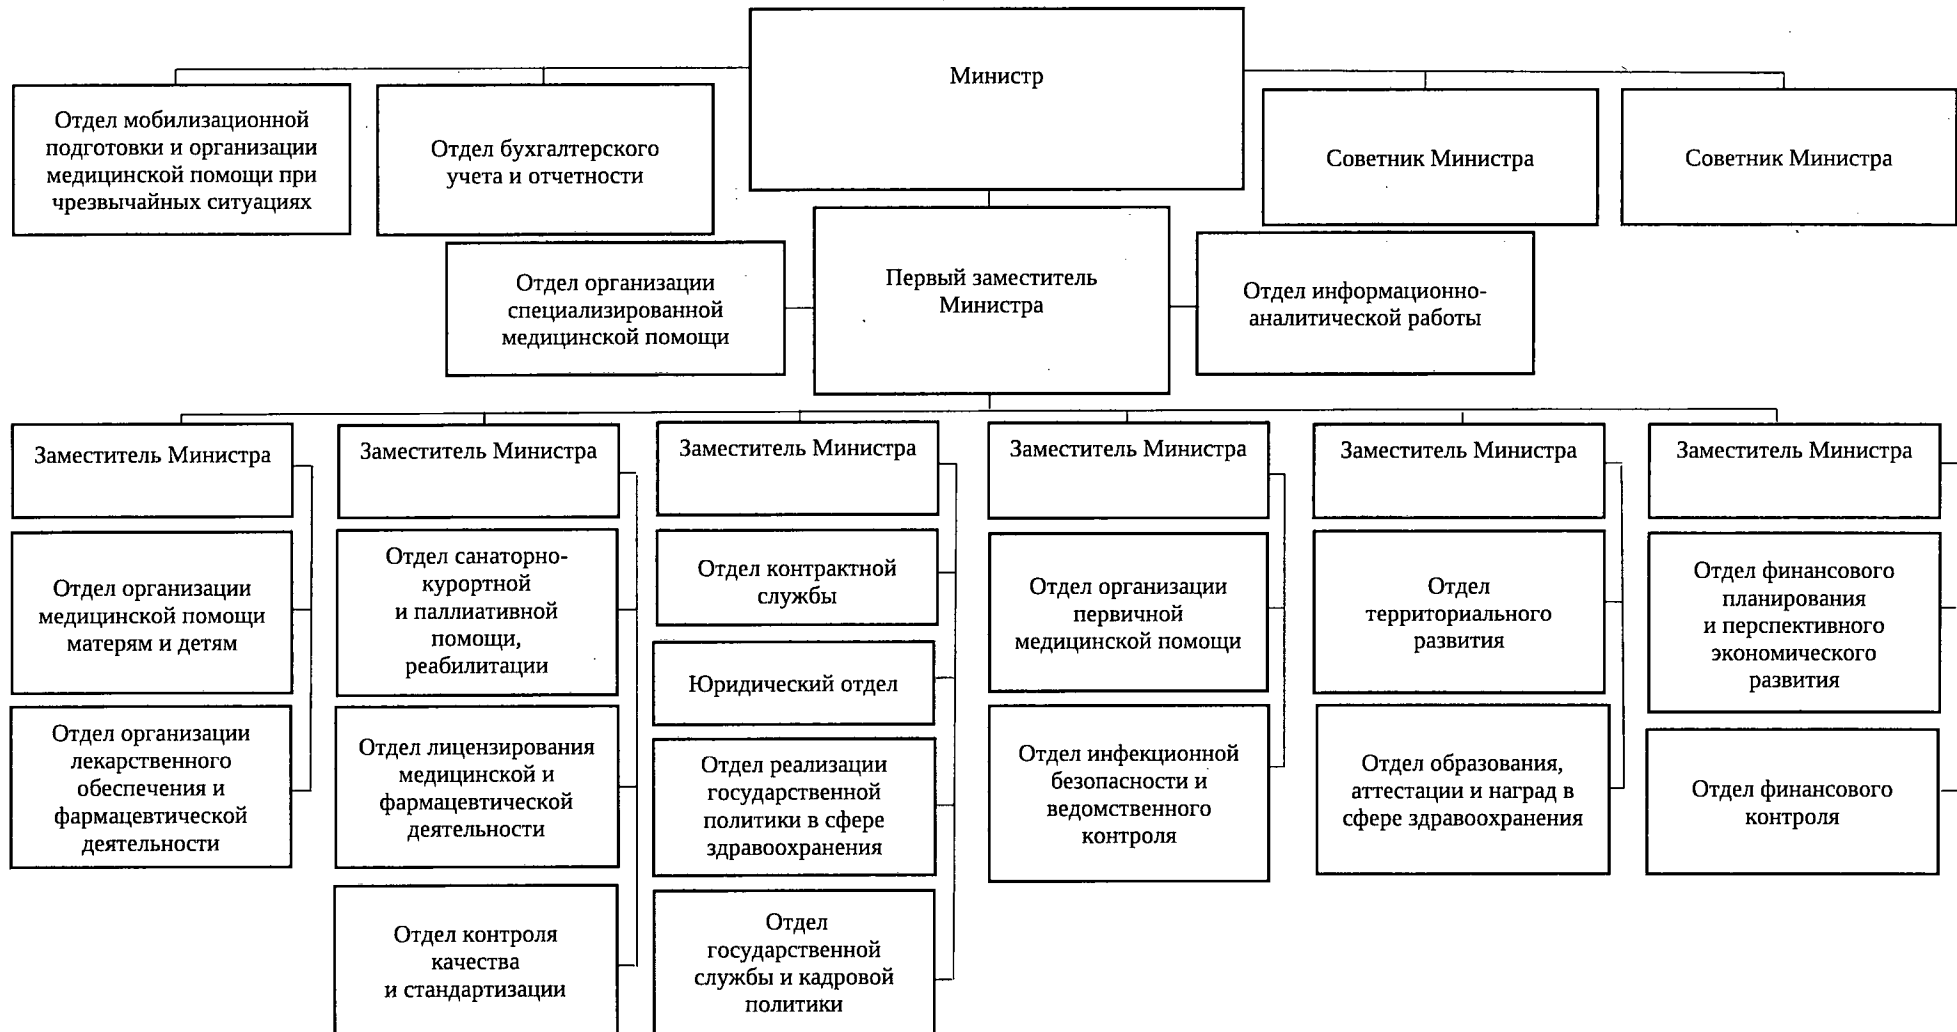 Министр
Отдел мобилизационной
подготовки и организации
медицинской помощи при
чрезвычайных ситуациях
Отдел бухгалтерского
учета и отчетности
Советник Министра
Советник Министра
Отдел организации
специализированной
медицинской помощи
Первый заместитель
Министра
Отдел информационно-
аналитической работы
Заместитель Министра
Отдел организации
медицинской помощи
матерям и детям
Отдел организации
лекарственного
обеспечения и
фармацевтической
деятельности
Заместитель Министра
Отдел санаторно-
курортной
и паллиативной
помощи,
реабилитации
Отдел лицензирования
медицинской и
фармацевтической
деятельности
Отдел контроля
качества
и стандартизации
Заместитель Министра
Отдел контрактной
службы
Юридический отдел
Отдел реализации
государственной
политики в сфере
здравоохранения
Отдел
государственной
службы и кадровой
политики
Заместитель Министра
Отдел организации
первичной
медицинской помощи
Отдел инфекционной
безопасности и
ведомственного
контроля
Заместитель Министра
Отдел
территориального
развития
Отдел образования,
аттестации и наград в
сфере здравоохранения
Заместитель Министра
Отдел финансового
планирования
и перспективного
экономического
развития
Отдел финансового
контроля